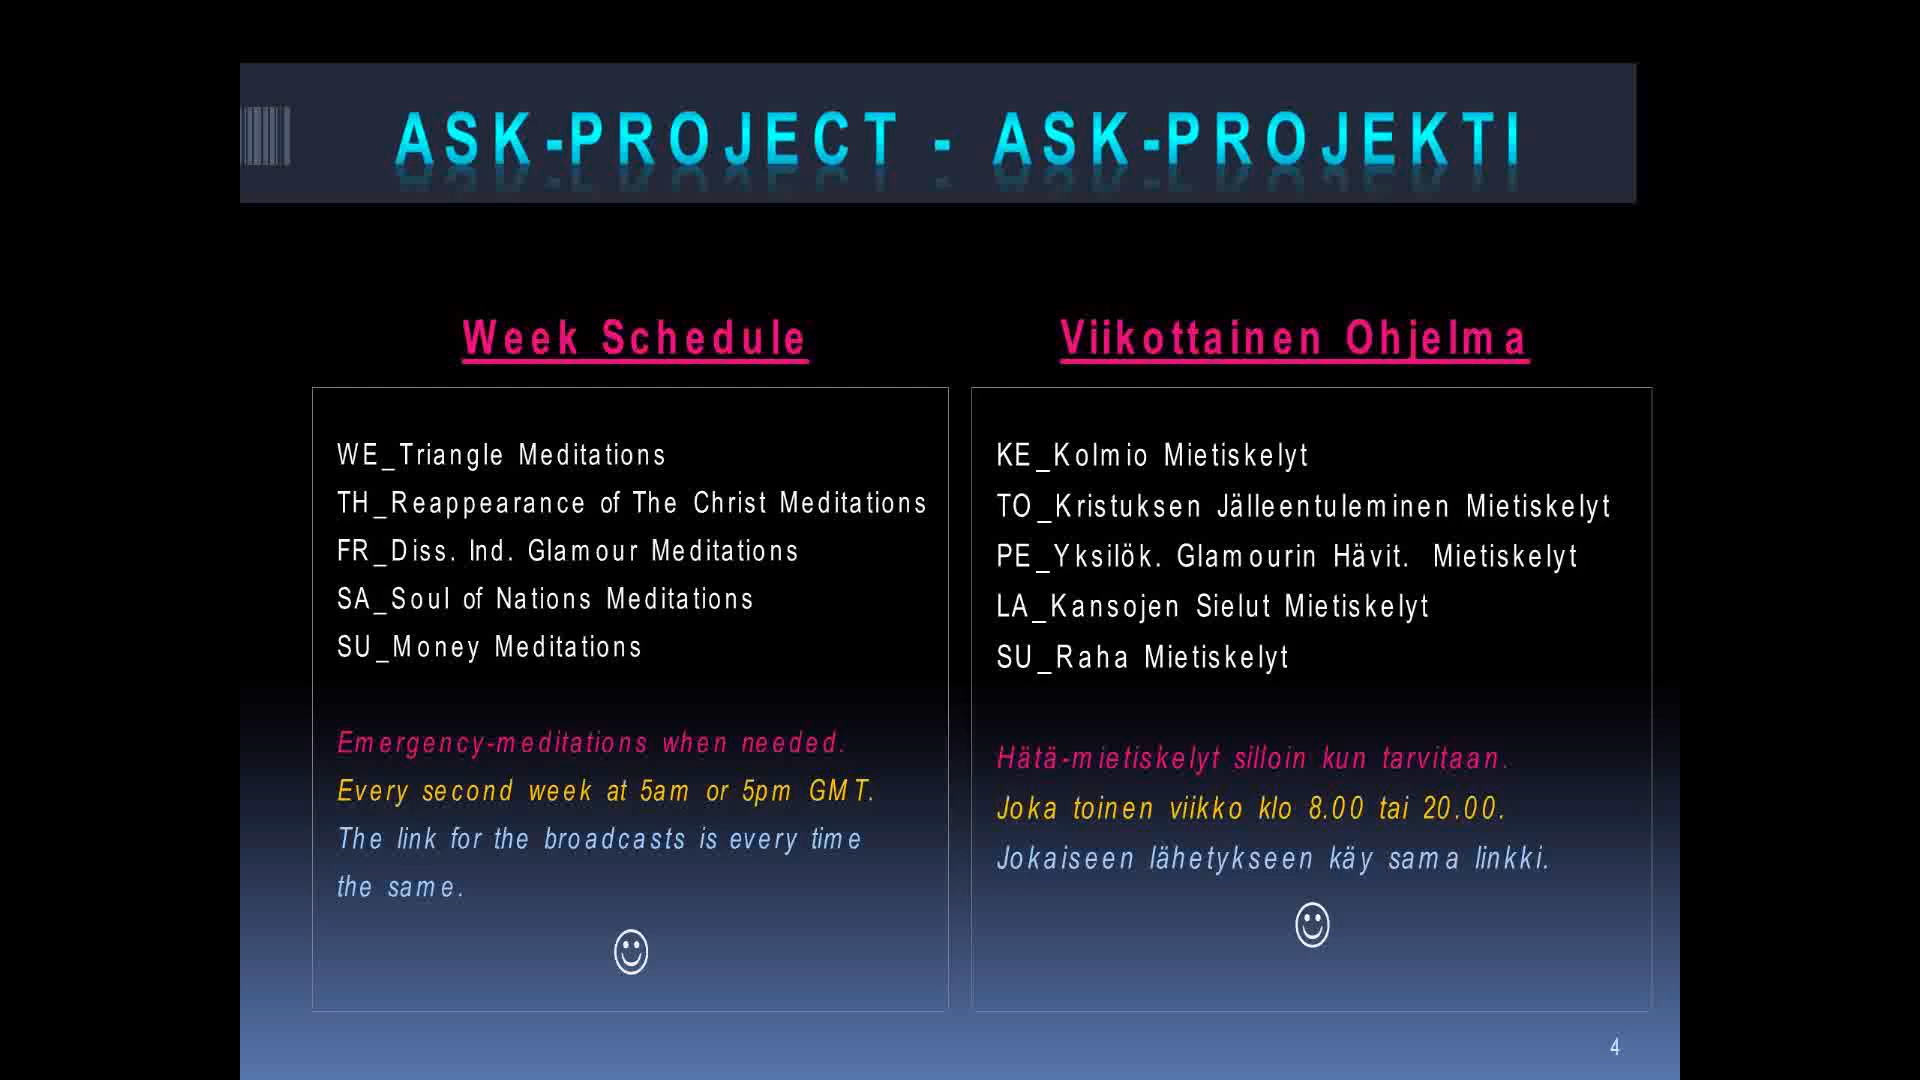 ASK-PROJECT - ASK-PROJEKTI
Week Schedule
WE_Triangle Meditations
TH_Reappearance of The Christ Meditations
FR_Diss. Ind. Glamour Meditations
SA_Soul of Nations Meditations
SU_Money Meditations
Emergency-meditations when needed.
Every second week at 5am or 5pm GMT.
The link for the broadcasts is every time
the same.
Viikottainen Ohjelma
KE_Kolmio Mietiskelyt
TO_Kristuksen Jälleentuleminen Mietiskelyt
PE_Yksilök. Glamourin Hävit. Mietiskelyt
LA_Kansojen Sielut Mietiskelyt
SU_Raha Mietiskelyt
Hätä-mietiskelyt silloin kun tarvitaan.
Joka toinen viikko klo 8.00 tai 20.00.
Jokaiseen lähetykseen käy sama linkki.
4